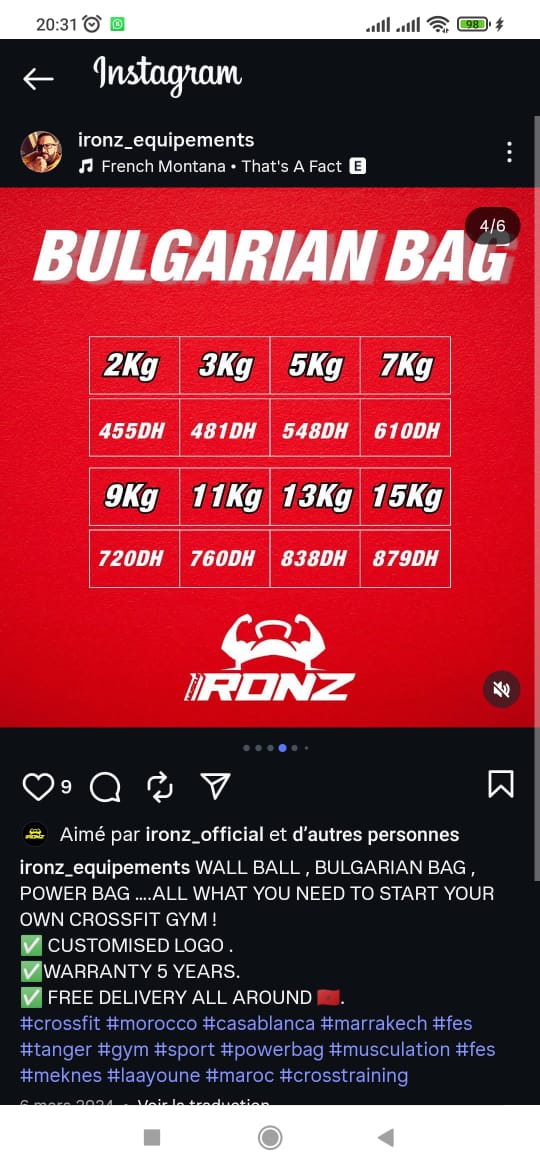 20:31 98
Instagram
ironz_equipements
French Montana • That's A Fact E
4/6
BULGARIAN BAG
2Kg 3Kg 5Kg 7Kg
455DH 481DH 548DH 610DH
9Kg 11Kg 13Kg 15Kg
720DH 760DH 838DH 879DH
IRONZ
9
Aimé par ironz_official et d’autres personnes
ironz_equipements WALL BALL , BULGARIAN BAG ,
POWER BAG ....ALL WHAT YOU NEED TO START YOUR
OWN CROSSFIT GYM !
✅ CUSTOMISED LOGO .
✅WARRANTY 5 YEARS.
✅ FREE DELIVERY ALL AROUND 🇲🇦.
#crossfit #morocco #casablanca #marrakech #fes
#tanger #gym #sport #powerbag #musculation #fes
#meknes #laayoune #maroc #crosstraining
6 mars 2024 • Voir la traduction